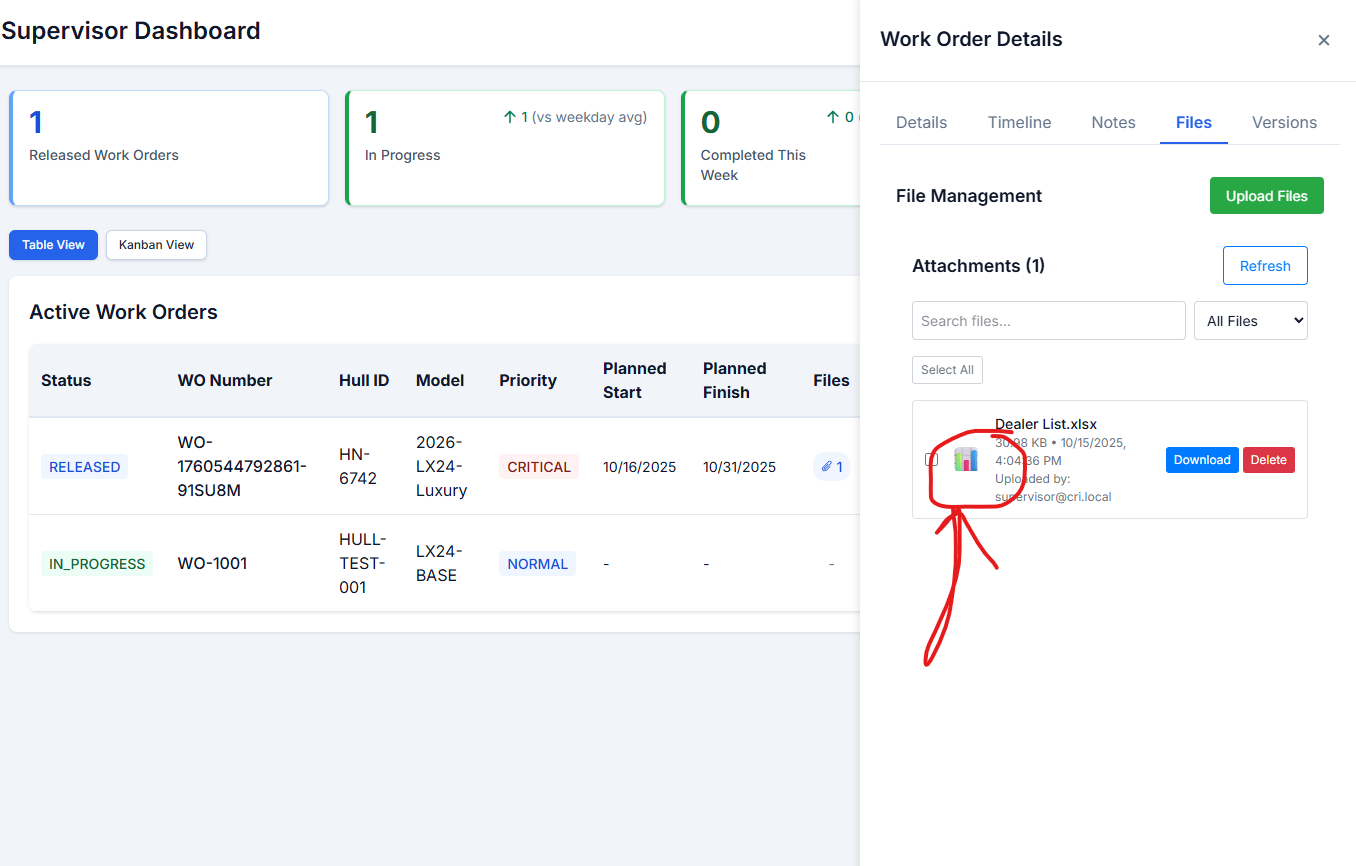 Supervisor Dashboard
1
Released Work Orders
1
↑ 1 (vs weekday avg)
In Progress
0
↑ 0
Completed This
Week
Table View
Kanban View
Active Work Orders
Status WO Number Hull ID Model Priority Planned Start Planned Finish Files
RELEASED
WO-
1760544792861-
91SU8M
HN-
6742
2026-
LX24-
Luxury
CRITICAL
10/16/2025
10/31/2025
1
IN_PROGRESS
WO-1001
HULL-
TEST-
001
LX24-
BASE
NORMAL
-
-
-
Work Order Details
×
Details Timeline Notes Files Versions
File Management
Upload Files
Attachments (1)
Refresh
Search files...
All Files
Select All
Dealer List.xlsx
30.98 KB • 10/15/2025,
4:04:36 PM
Uploaded by:
supervisor@cri.local
Download
Delete